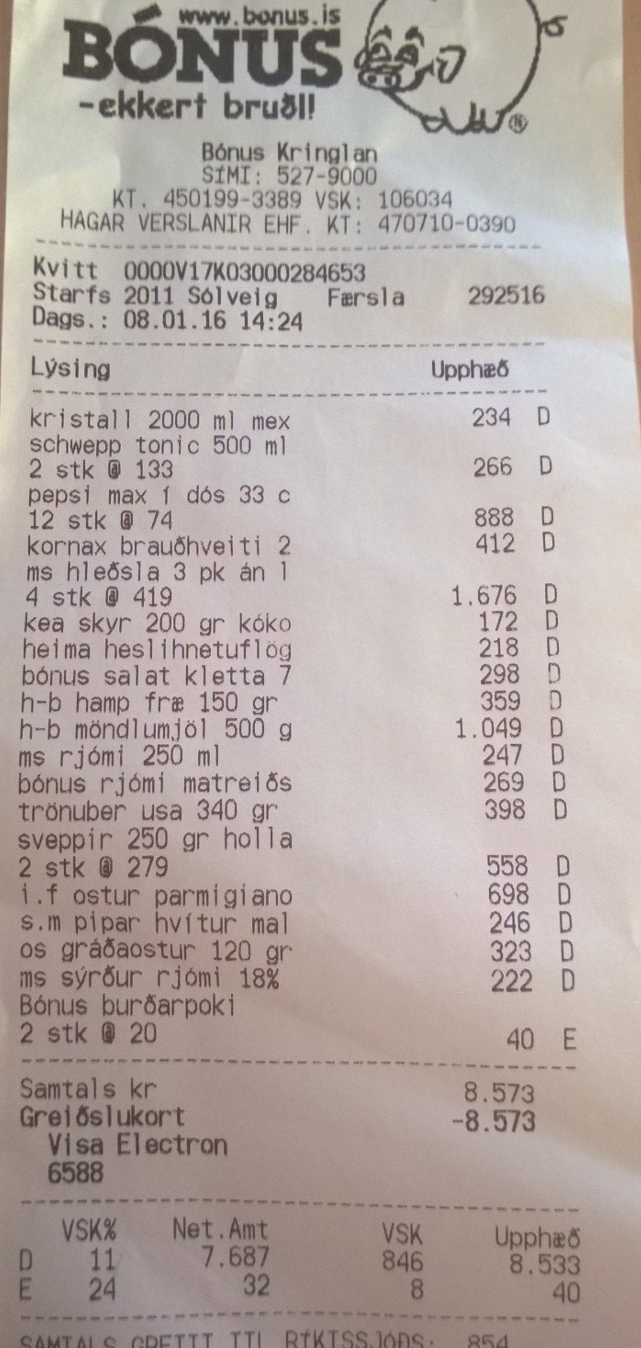 www.bonus.is
BÓNUS
-ekkert bruðl!
®
Bónus Kringlan
SÍMI: 527-9000
KT. 450199-3389 VSK: 106034
HAGAR VERSLANIR EHF. KT: 470710-0390
Kvitt 0000V17K03000284653
Starfs 2011 Sólveig Færsla 292516
Dags.: 08.01.16 14:24
Lýsing Upphæð
kristall 2000 ml mex 234 D
schwepp tonic 500 ml
2 stk @ 133 266 D
pepsi max í dós 33 c
12 stk @ 74 888 D
kornax brauðhveiti 2 412 D
ms hleðsla 3 pk án l
4 stk @ 419 1.676 D
kea skyr 200 gr kóko 172 D
heima heslihnetuflög 218 D
bónus salat kletta 7 298 D
h-b hamp fræ 150 gr 359 D
h-b möndlumjöl 500 g 1.049 D
ms rjómi 250 ml 247 D
bónus rjómi matreiðs 269 D
trönuber usa 340 gr 398 D
sveppir 250 gr holla
2 stk @ 279 558 D
i.f ostur parmigiano 698 D
s.m pipar hvítur mal 246 D
os gráðaostur 120 gr 323 D
ms sýrður rjómi 18% 222 D
Bónus burðarpoki
2 stk @ 20 40 E
Samtals kr 8.573
Greiðslukort -8.573
Visa Electron
6588
VSK% Net.Amt VSK Upphæð
D 11 7.687 846 8.533
E 24 32 8 40
SAMTALS GREITT TIL RÍKISSJÓÐS: 854